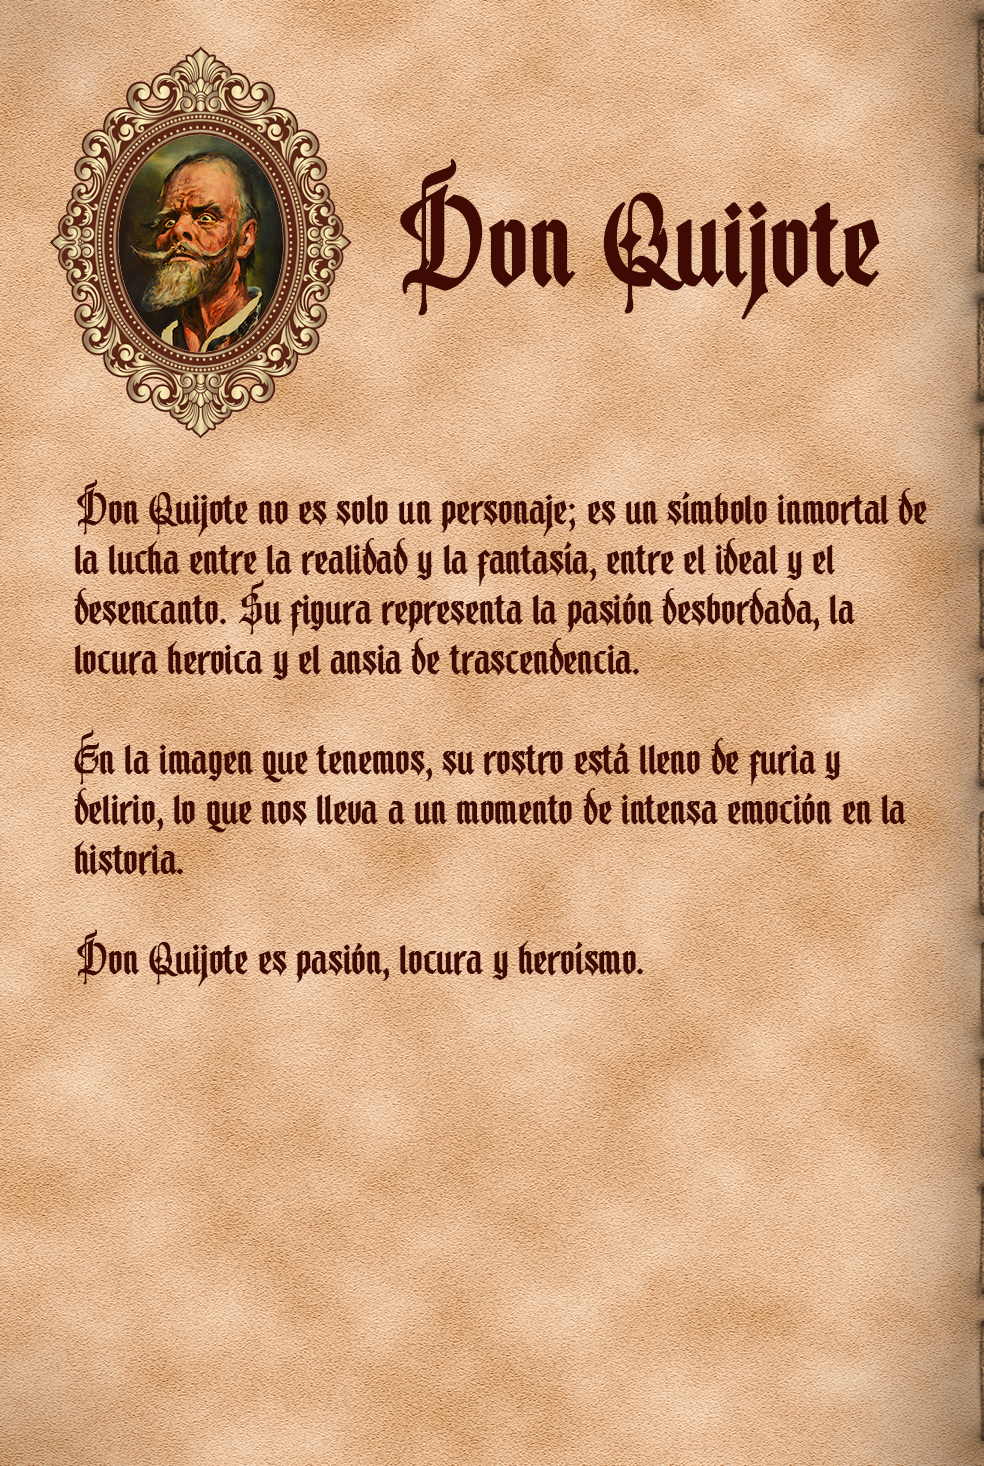 Don Quijote
Don Quijote no es solo un personaje; es un símbolo inmortal de
la lucha entre la realidad y la fantasía, entre el ideal y el
desencanto. Su figura representa la pasión desbordada, la
locura heroica y el ansia de trascendencia.
En la imagen que tenemos, su rostro está lleno de furia y
delirio, lo que nos lleva a un momento de intensa emoción en la
historia.
Don Quijote es pasión, locura y heroísmo.